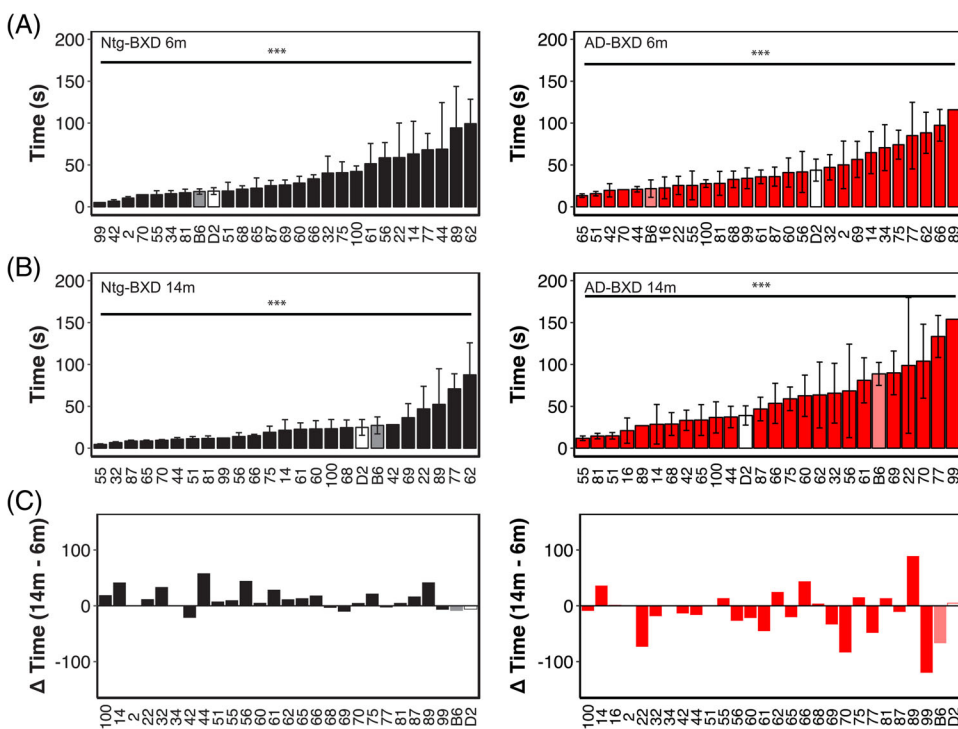 (A)
Time (s)
200
150
100
50
0
Ntg-BXD 6m
***
99 42 2 70 55 34 81 B6 D2 51 68 65 87 69 60 66 32 75 100 61 56 22 14 77 44 89 62
Time (s)
200
150
100
50
0
AD-BXD 6m
***
65 51 42 70 44 B6 16 22 55 100 81 68 99 61 87 60 56 D2 32 2 69 14 34 75 77 62 66 89
(B)
Time (s)
200
150
100
50
0
Ntg-BXD 14m
***
55 32 87 65 70 44 51 81 99 56 66 75 14 61 60 100 68 D2 B6 42 69 22 89 77 62
Time (s)
200
150
100
50
0
AD-BXD 14m
***
55 81 51 16 89 14 68 42 65 100 44 D2 87 66 75 60 62 32 56 61 B6 69 22 70 77 99
(C)
Δ Time (14m - 6m)
100
0
-100
100 14 2 22 32 34 42 44 51 55 56 60 61 62 65 66 68 69 70 75 77 81 87 89 99 B6 D2
Δ Time (14m - 6m)
100
0
-100
100 14 16 2 22 32 34 42 44 51 55 56 60 61 62 65 66 68 69 70 75 77 81 87 89 99 B6 D2